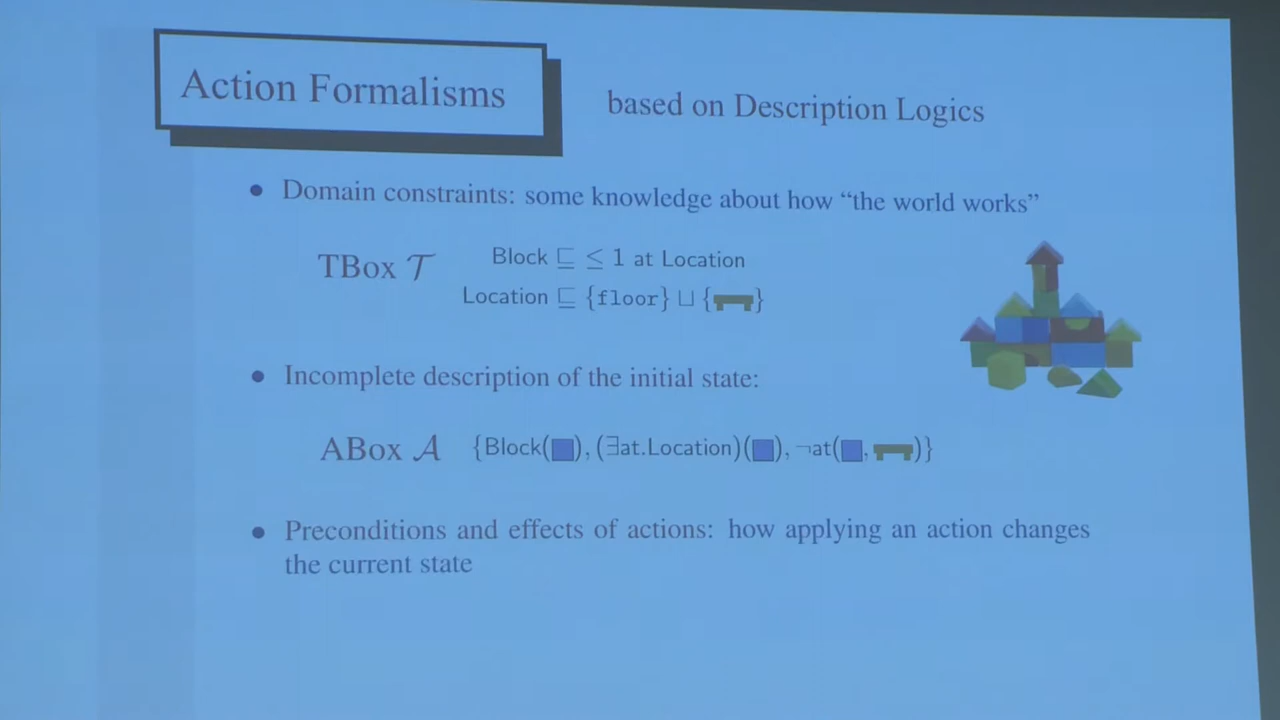 Action Formalisms
based on Description Logics
• Domain constraints: some knowledge about how “the world works”
TBox 𝒯 Block ⊑ ≤ 1 at Location
Location ⊑ {floor} ⊔ { }
• Incomplete description of the initial state:
ABox 𝒜 {Block( ), (∃at.Location)( ), ¬at( , )}
• Preconditions and effects of actions: how applying an action changes
the current state